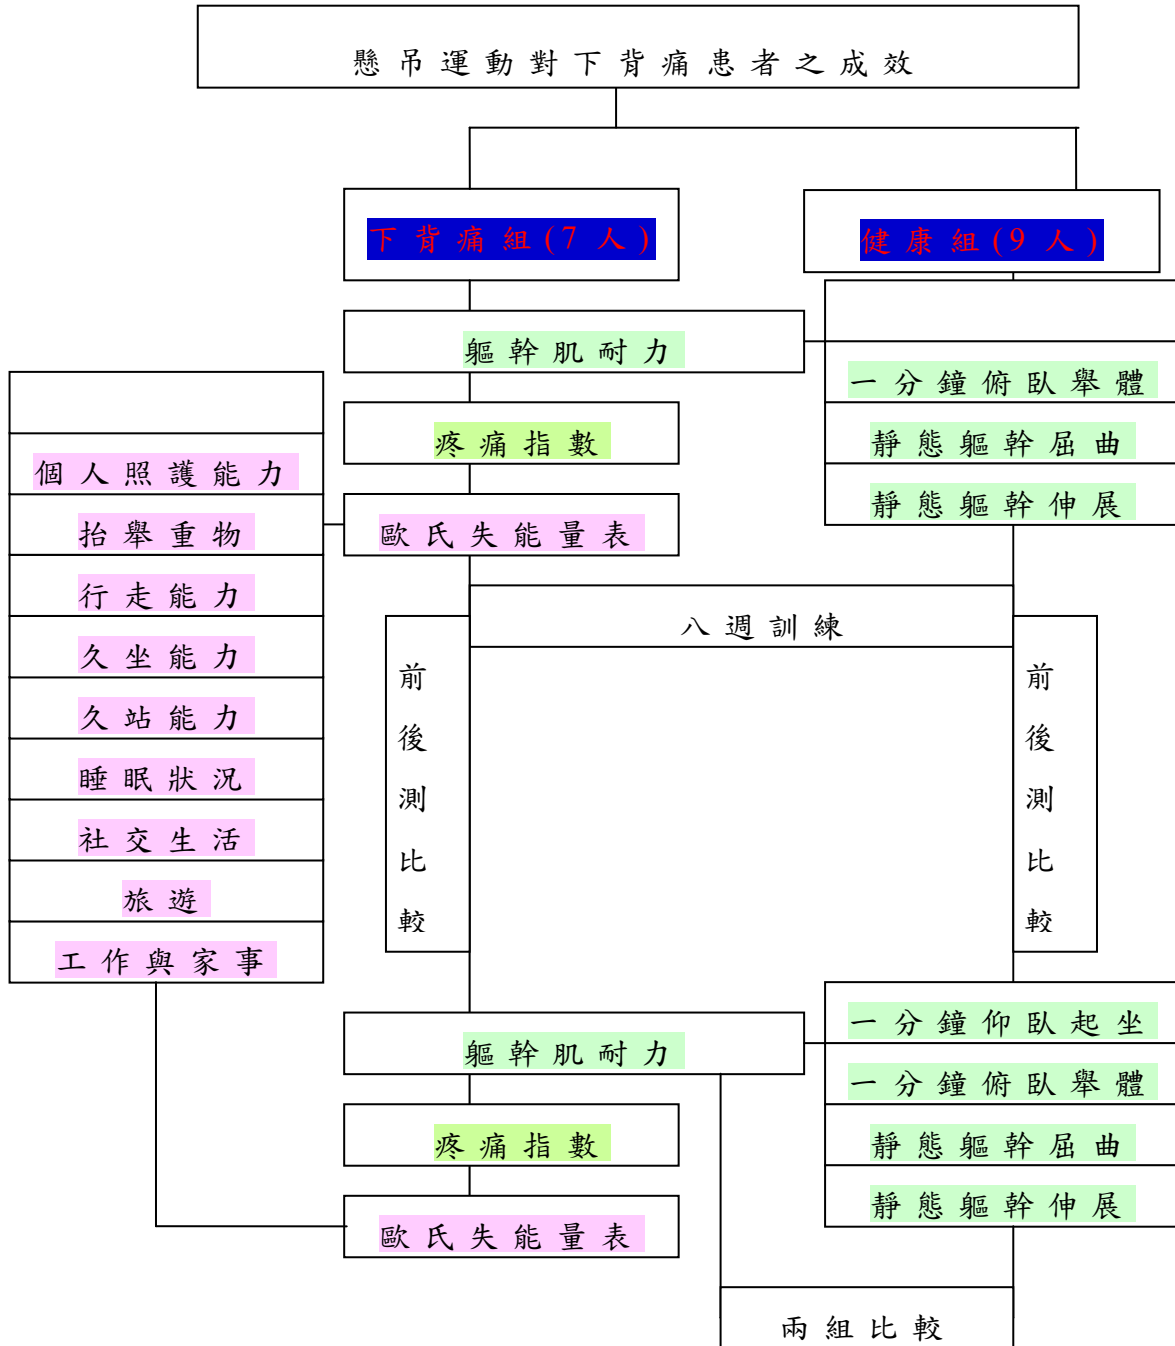 懸吊運動對下背痛患者之成效
下背痛組(7人)
健康組(9人)
軀幹肌耐力
一分鐘俯臥舉體
疼痛指數
靜態軀幹屈曲
個人照護能力
靜態軀幹伸展
抬舉重物
歐氏失能量表
行走能力
八週訓練
久坐能力
前後測比較
前後測比較
久站能力
睡眠狀況
社交生活
旅遊
工作與家事
一分鐘仰臥起坐
軀幹肌耐力
一分鐘俯臥舉體
疼痛指數
靜態軀幹屈曲
靜態軀幹伸展
歐氏失能量表
兩組比較